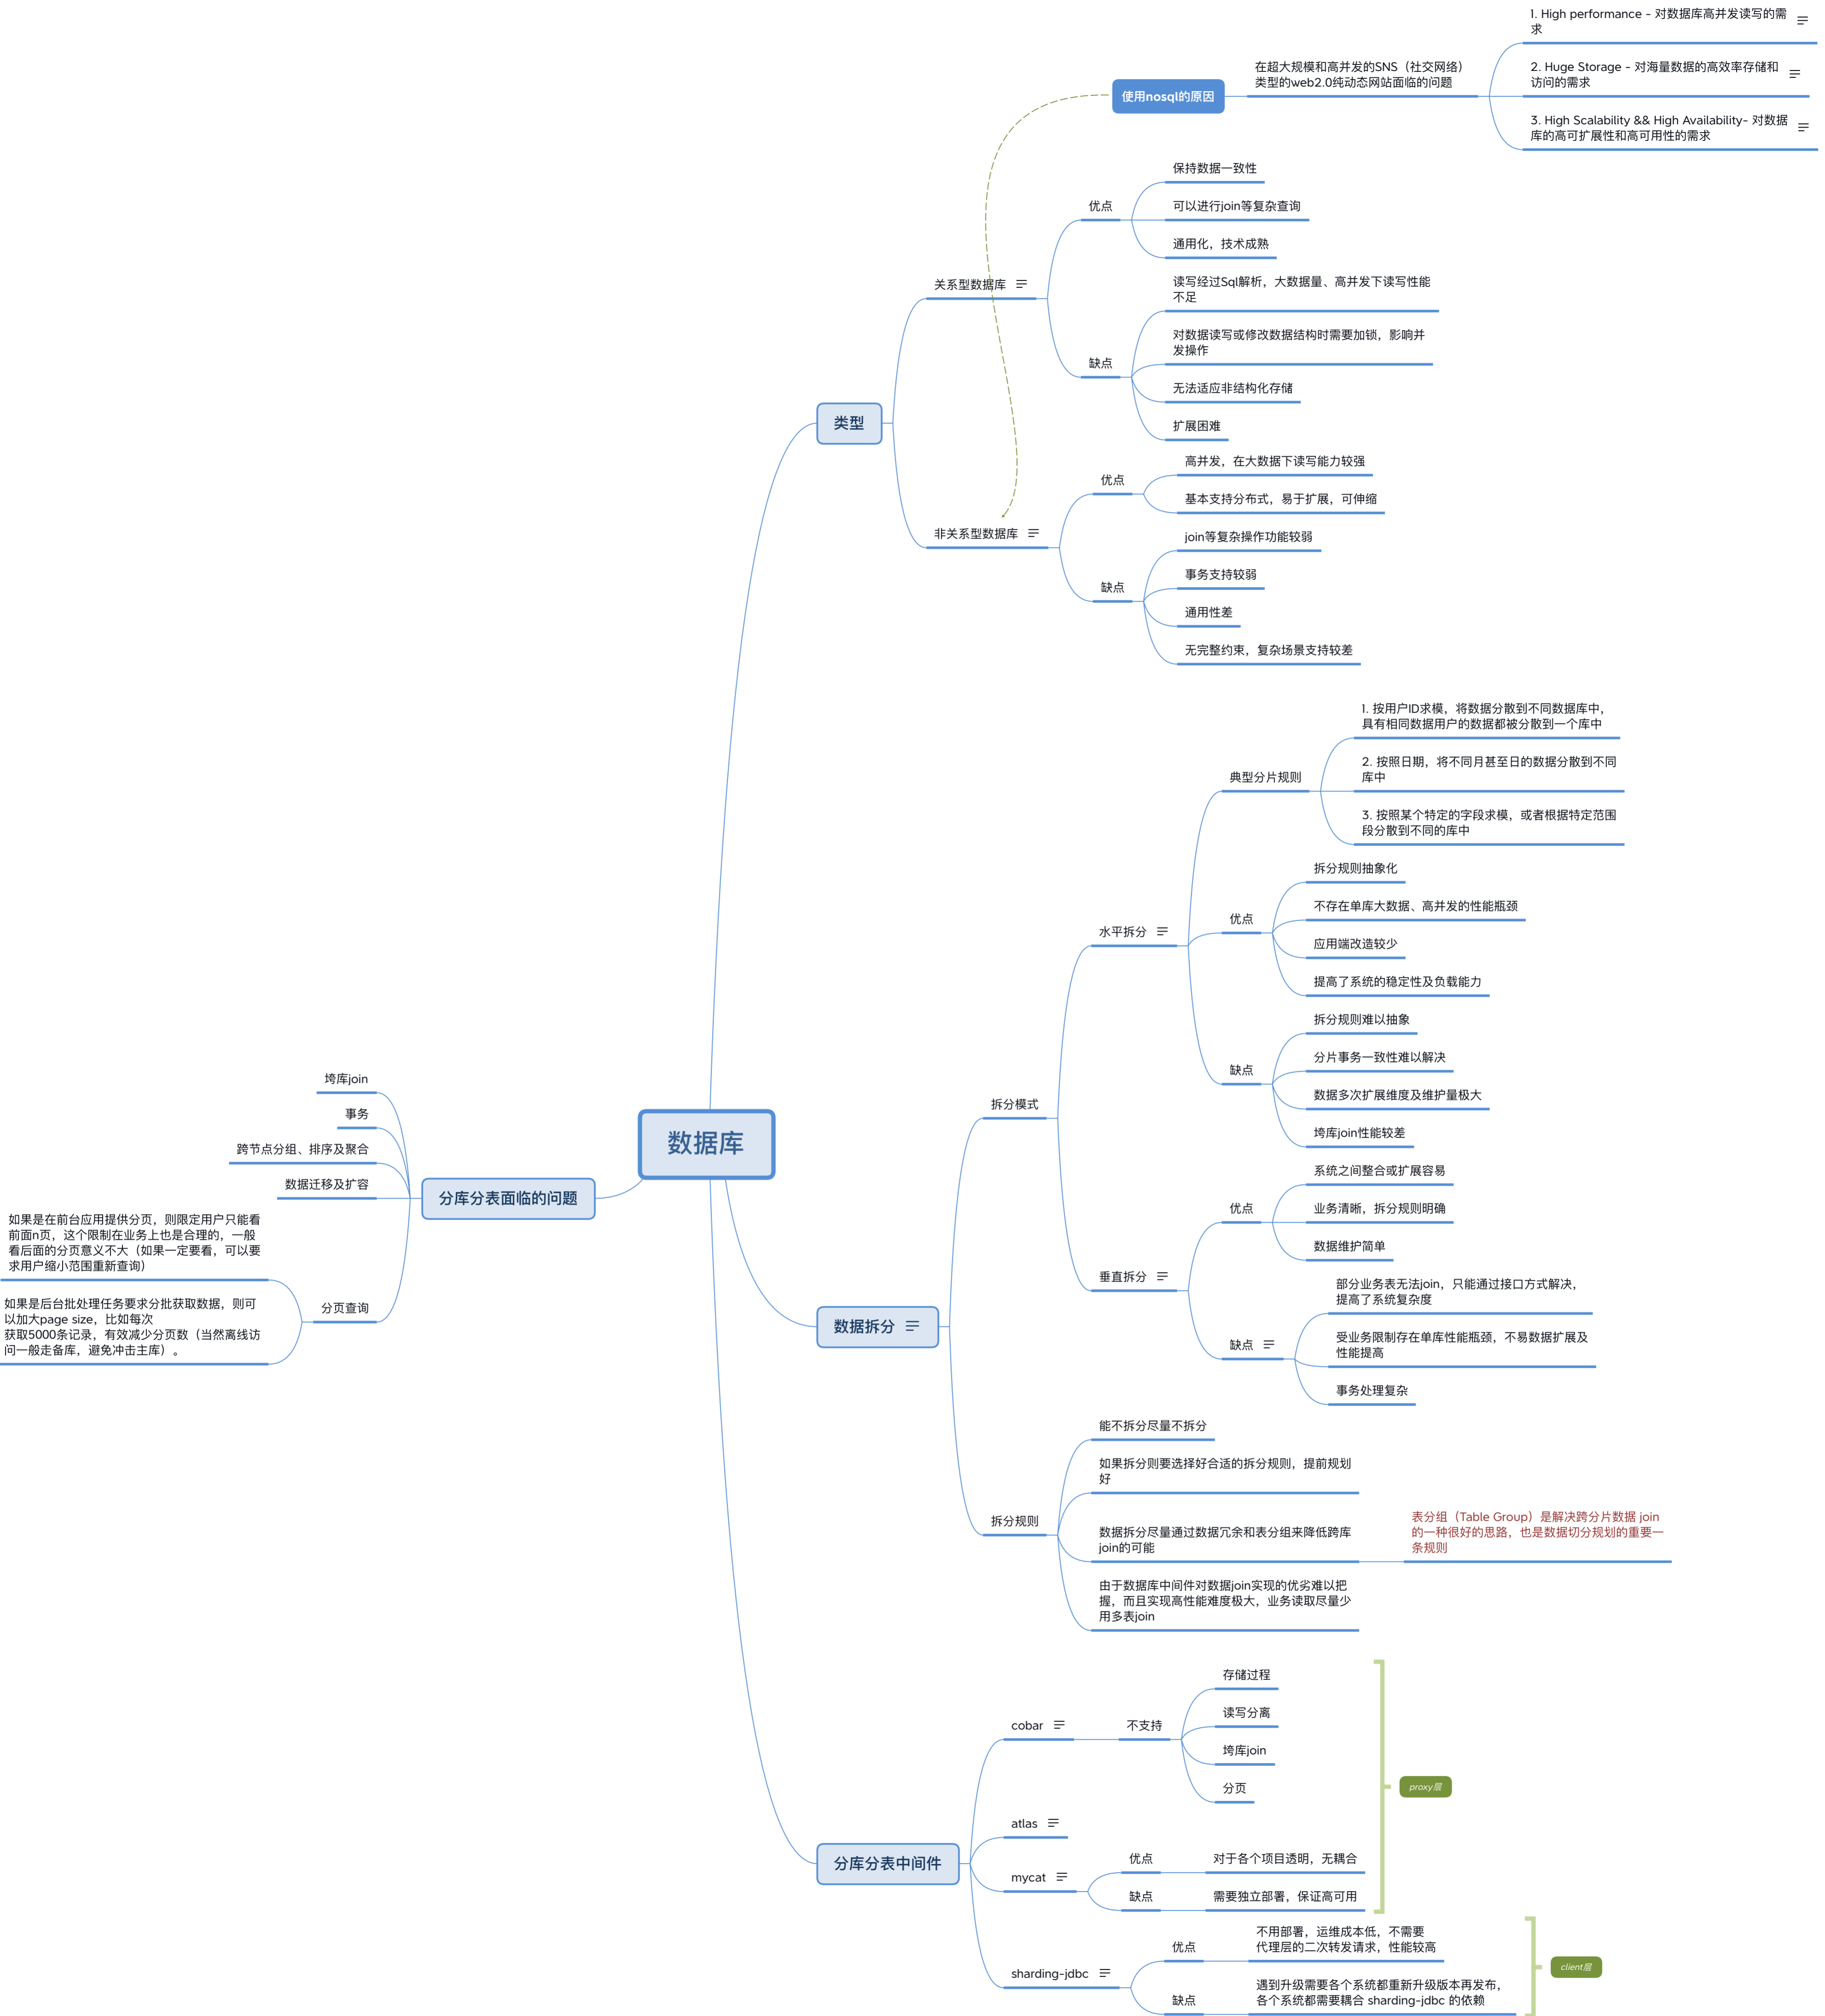 1. High performance - 对数据库高并发读写的需
求
在超大规模和高并发的SNS（社交网络）
类型的web2.0纯动态网站面临的问题
使用nosql的原因
2. Huge Storage - 对海量数据的高效率存储和
访问的需求
3. High Scalability && High Availability- 对数据
库的高可扩展性和高可用性的需求
类型
关系型数据库
优点
保持数据一致性
可以进行join等复杂查询
通用化，技术成熟
缺点
读写经过Sql解析，大数据量、高并发下读写性能
不足
对数据读写或修改数据结构时需要加锁，影响并
发操作
无法适应非结构化存储
扩展困难
非关系型数据库
优点
高并发，在大数据下读写能力较强
基本支持分布式，易于扩展，可伸缩
缺点
join等复杂操作功能较弱
事务支持较弱
通用性差
无完整约束，复杂场景支持较差
数据库
数据拆分
拆分模式
水平拆分
典型分片规则
1. 按用户ID求模，将数据分散到不同数据库中，
具有相同数据用户的数据都被分散到一个库中
2. 按照日期，将不同月甚至日的数据分散到不同
库中
3. 按照某个特定的字段求模，或者根据特定范围
段分散到不同的库中
优点
拆分规则抽象化
不存在单库大数据、高并发的性能瓶颈
应用端改造较少
提高了系统的稳定性及负载能力
缺点
拆分规则难以抽象
分片事务一致性难以解决
数据多次扩展维度及维护量极大
垮库join性能较差
垂直拆分
优点
系统之间整合或扩展容易
业务清晰，拆分规则明确
数据维护简单
缺点
部分业务表无法join，只能通过接口方式解决，
提高了系统复杂度
受业务限制存在单库性能瓶颈，不易数据扩展及
性能提高
事务处理复杂
拆分规则
能不拆分尽量不拆分
如果拆分则要选择好合适的拆分规则，提前规划
好
数据拆分尽量通过数据冗余和表分组来降低跨库
join的可能
表分组（Table Group）是解决跨分片数据 join
的一种很好的思路，也是数据切分规划的重要一
条规则
由于数据库中间件对数据join实现的优劣难以把
握，而且实现高性能难度极大，业务读取尽量少
用多表join
分库分表中间件
cobar
不支持
存储过程
读写分离
垮库join
分页
atlas
mycat
优点
对于各个项目透明，无耦合
缺点
需要独立部署，保证高可用
proxy层
sharding-jdbc
优点
不用部署，运维成本低，不需要
代理层的二次转发请求，性能较高
缺点
遇到升级需要各个系统都重新升级版本再发布，
各个系统都需要耦合 sharding-jdbc 的依赖
client层
分库分表面临的问题
垮库join
事务
跨节点分组、排序及聚合
数据迁移及扩容
分页查询
如果是在前台应用提供分页，则限定用户只能看
前面n页，这个限制在业务上也是合理的，一般
看后面的分页意义不大（如果一定要看，可以要
求用户缩小范围重新查询）
如果是后台批处理任务要求分批获取数据，则可
以加大page size，比如每次
获取5000条记录，有效减少分页数（当然离线访
问一般走备库，避免冲击主库）。